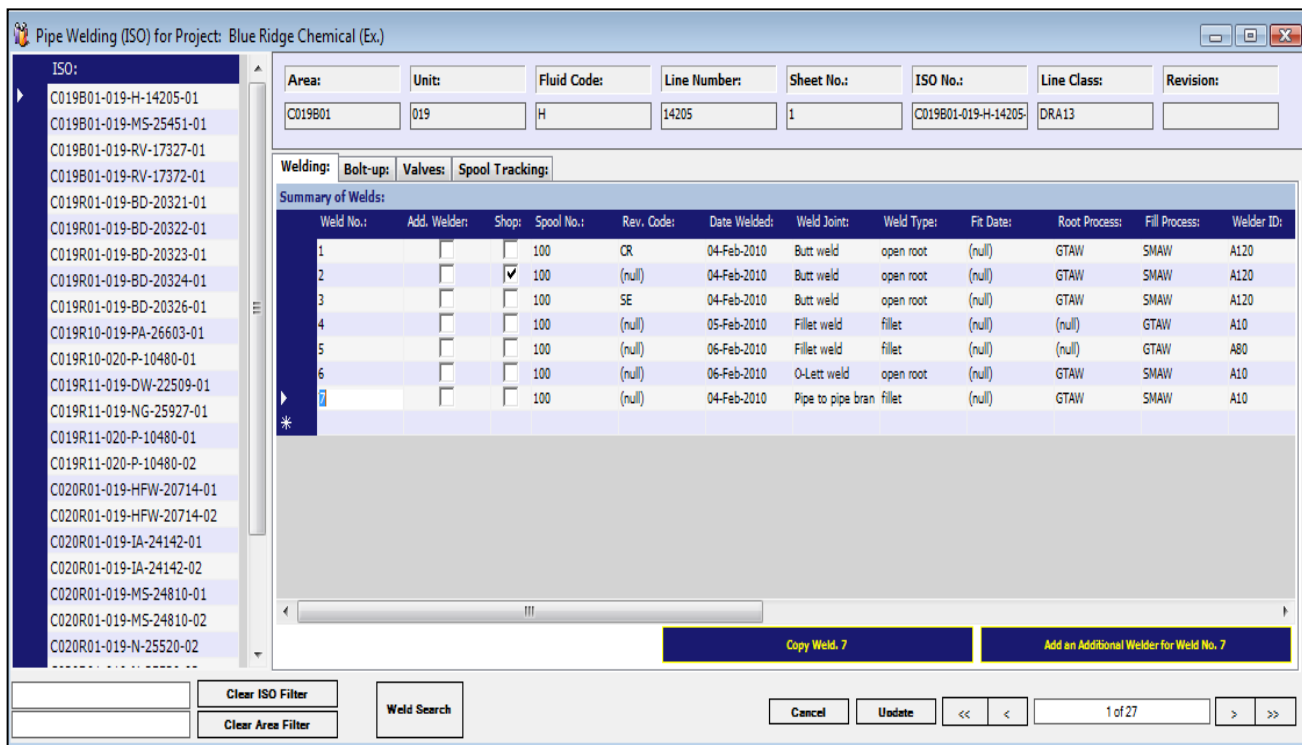 Pipe Welding (ISO) for Project: Blue Ridge Chemical (Ex.)
ISO:
C019B01-019-H-14205-01
C019B01-019-MS-25451-01
C019B01-019-RV-17327-01
C019B01-019-RV-17372-01
C019R01-019-BD-20321-01
C019R01-019-BD-20322-01
C019R01-019-BD-20323-01
C019R01-019-BD-20324-01
C019R01-019-BD-20326-01
C019R10-019-PA-26603-01
C019R10-020-P-10480-01
C019R11-019-DW-22509-01
C019R11-019-NG-25927-01
C019R11-020-P-10480-01
C019R11-020-P-10480-02
C020R01-019-HFW-20714-01
C020R01-019-HFW-20714-02
C020R01-019-IA-24142-01
C020R01-019-IA-24142-02
C020R01-019-MS-24810-01
C020R01-019-MS-24810-02
C020R01-019-N-25520-02
Area: Unit: Fluid Code: Line Number: Sheet No.: ISO No.: Line Class: Revision:
C019B01 019 H 14205 1 C019B01-019-H-14205- DRA13
Welding: Bolt-up: Valves: Spool Tracking:
Summary of Welds:
Weld No.: Add. Welder: Shop: Spool No.: Rev. Code: Date Welded: Weld Joint: Weld Type: Fit Date: Root Process: Fill Process: Welder ID:
1 100 CR 04-Feb-2010 Butt weld open root (null) GTAW SMAW A120
2 100 (null) 04-Feb-2010 Butt weld open root (null) GTAW SMAW A120
3 100 SE 04-Feb-2010 Butt weld open root (null) GTAW SMAW A120
4 100 (null) 05-Feb-2010 Fillet weld fillet (null) (null) GTAW A10
5 100 (null) 06-Feb-2010 Fillet weld fillet (null) (null) GTAW A80
6 100 (null) 06-Feb-2010 O-Lett weld open root (null) GTAW SMAW A10
7 100 (null) 04-Feb-2010 Pipe to pipe bran fillet (null) GTAW SMAW A10
Copy Weld. 7 Add an Additional Welder for Weld No. 7
Clear ISO Filter
Clear Area Filter
Weld Search
Cancel Update << < 1 of 27 > >>